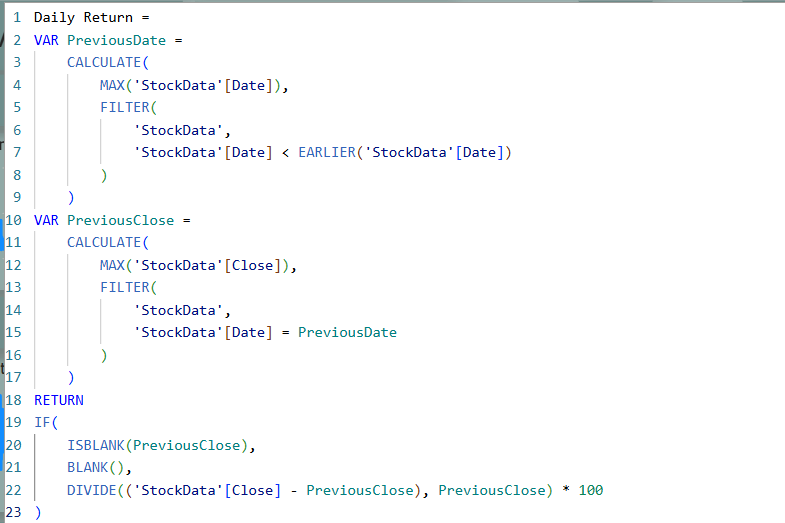 1 Daily Return =
2 VAR PreviousDate =
3     CALCULATE(
4         MAX('StockData'[Date]),
5         FILTER(
6             'StockData',
7             'StockData'[Date] < EARLIER('StockData'[Date])
8         )
9     )
10 VAR PreviousClose =
11     CALCULATE(
12         MAX('StockData'[Close]),
13         FILTER(
14             'StockData',
15             'StockData'[Date] = PreviousDate
16         )
17     )
18 RETURN
19 IF(
20     ISBLANK(PreviousClose),
21     BLANK(),
22     DIVIDE(('StockData'[Close] - PreviousClose), PreviousClose) * 100
23 )